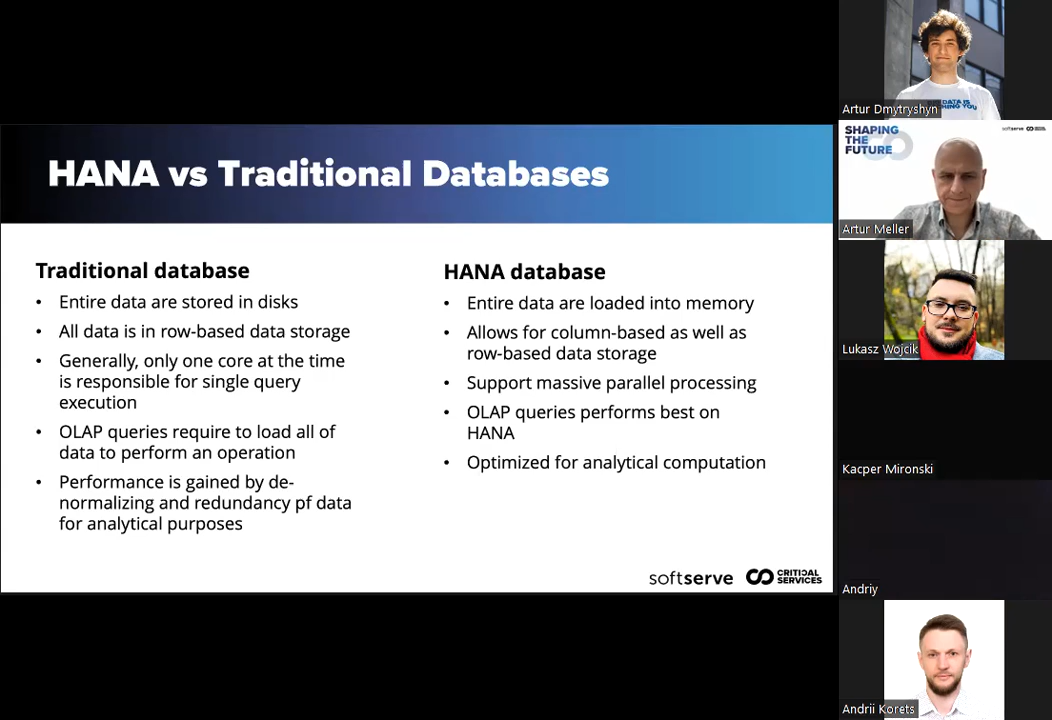 HANA vs Traditional Databases
Traditional database
• Entire data are stored in disks
• All data is in row-based data storage
• Generally, only one core at the time
is responsible for single query
execution
• OLAP queries require to load all of
data to perform an operation
• Performance is gained by de-
normalizing and redundancy pf data
for analytical purposes
HANA database
• Entire data are loaded into memory
• Allows for column-based as well as
row-based data storage
• Support massive parallel processing
• OLAP queries performs best on
HANA
• Optimized for analytical computation
softserve
CRITICAL
SERVICES
DATA IS
YOU
Artur Dmytryshyn
SHAPING
THE
FUTURE
softserve
Artur Meller
Lukasz Wojcik
Kacper Mironski
Andriy
Andrii Korets